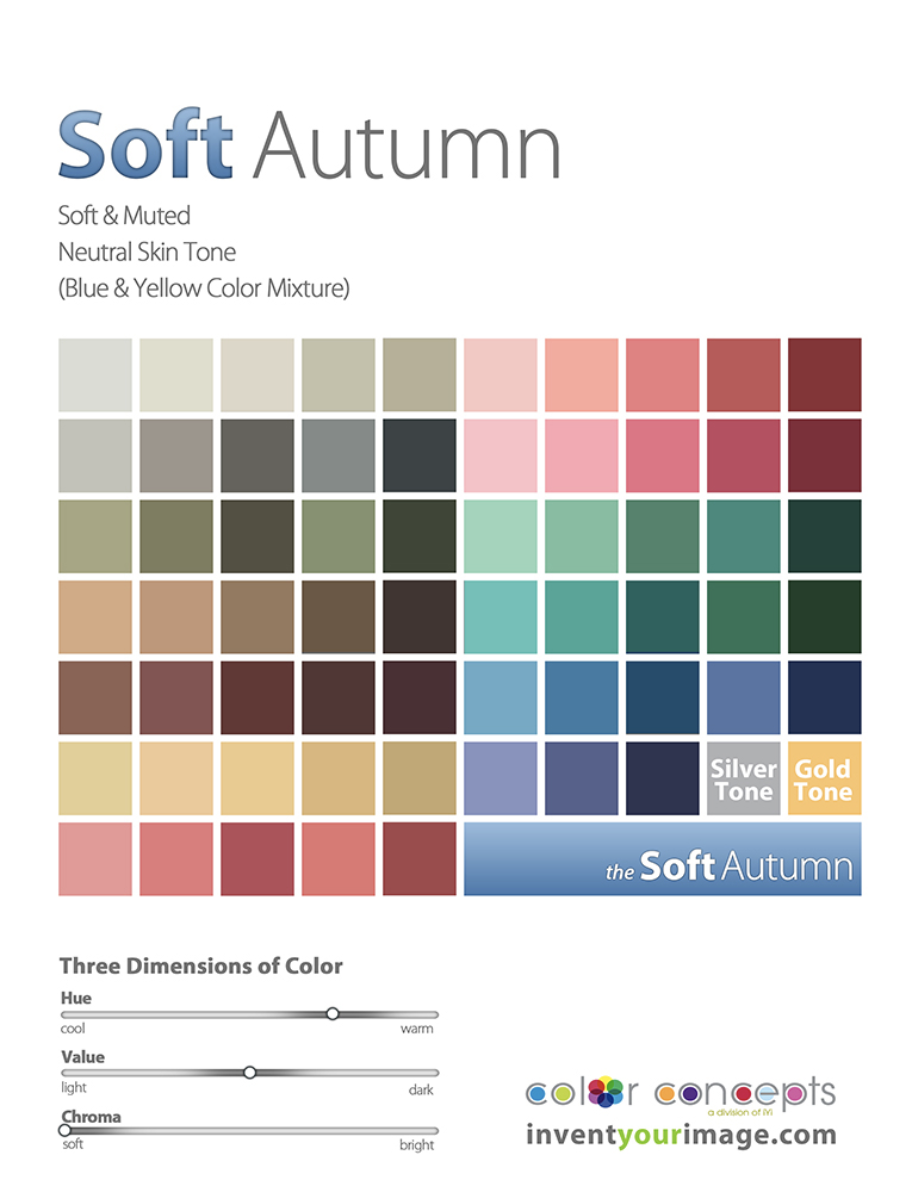 Soft Autumn
Soft & Muted
Neutral Skin Tone
(Blue & Yellow Color Mixture)
Silver Tone
Gold Tone
the Soft Autumn
Three Dimensions of Color
Hue
cool warm
Value
light dark
Chroma
soft bright
color concepts
a division of iYi
inventyourimage.com